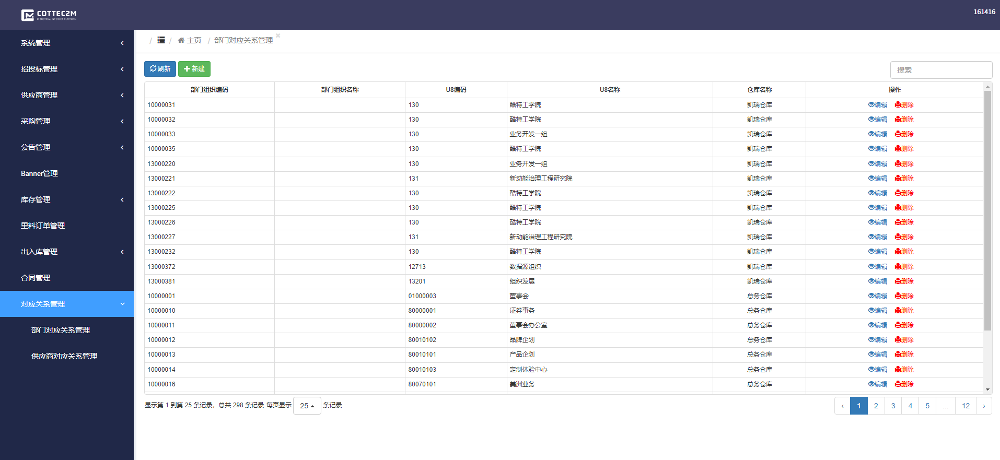 COTTEC2M
INDUSTRIAL INTERNET PLATFORM
161416
系统管理
招投标管理
供应商管理
采购管理
公告管理
Banner管理
库存管理
里料订单管理
出入库管理
合同管理
对应关系管理
部门对应关系管理
供应商对应关系管理
/ / 主页 / 部门对应关系管理
刷新 新建 搜索
部门组织编码 部门组织名称 U8编码 U8名称 仓库名称 操作
10000031 130 酷特工学院 凯瑞仓库 编辑 删除
10000032 130 酷特工学院 凯瑞仓库 编辑 删除
10000033 130 业务开发一组 凯瑞仓库 编辑 删除
10000035 130 酷特工学院 凯瑞仓库 编辑 删除
13000220 130 业务开发一组 凯瑞仓库 编辑 删除
13000221 131 新动能治理工程研究院 凯瑞仓库 编辑 删除
13000222 130 酷特工学院 凯瑞仓库 编辑 删除
13000225 130 酷特工学院 凯瑞仓库 编辑 删除
13000226 130 酷特工学院 凯瑞仓库 编辑 删除
13000227 131 新动能治理工程研究院 凯瑞仓库 编辑 删除
13000232 130 酷特工学院 凯瑞仓库 编辑 删除
13000372 12713 数据源组织 凯瑞仓库 编辑 删除
13000381 13201 组织发展 凯瑞仓库 编辑 删除
10000001 01000003 董事会 总务仓库 编辑 删除
10000010 80000001 证券事务 总务仓库 编辑 删除
10000011 80000002 董事会办公室 总务仓库 编辑 删除
10000012 80010102 品牌企划 总务仓库 编辑 删除
10000013 80010101 产品企划 总务仓库 编辑 删除
10000014 80010103 定制体验中心 总务仓库 编辑 删除
10000016 80070101 美洲业务 总务仓库 编辑 删除
显示第 1 到第 25 条记录，总共 298 条记录 每页显示 25 条记录
‹ 1 2 3 4 5 ... 12 ›